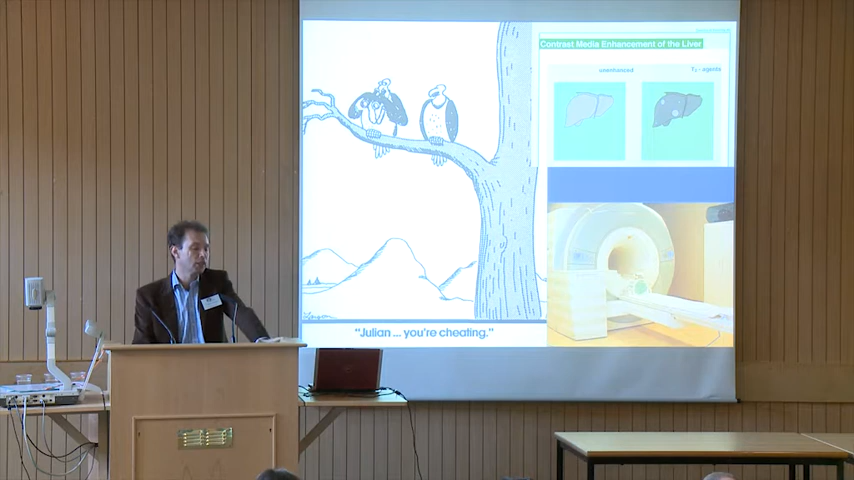 Contrast Media Enhancement of the Liver
unenhanced
T₂ - agents
"Julian ... you're cheating."